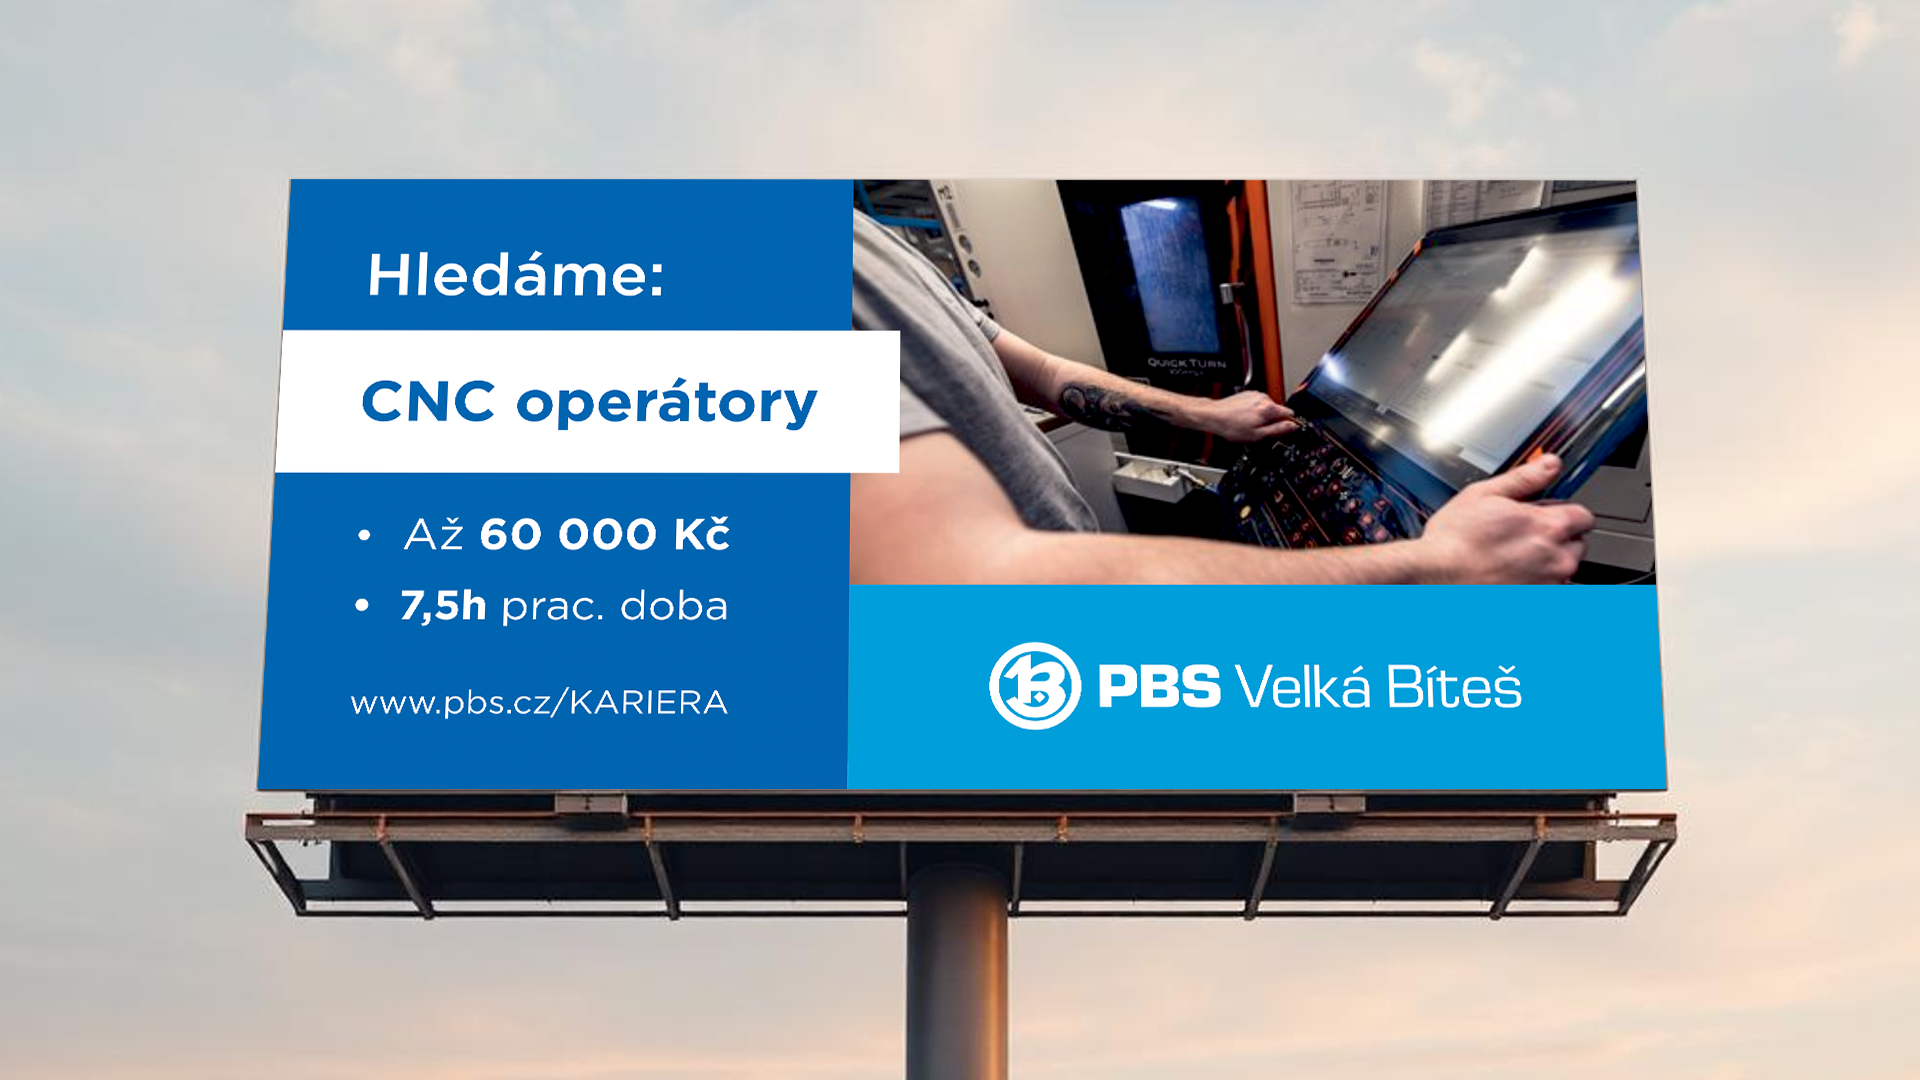 Hledáme:
CNC operátory
• Až 60 000 Kč
• 7,5h prac. doba
www.pbs.cz/KARIERA
QUICK TURN
PBS Velká Bíteš